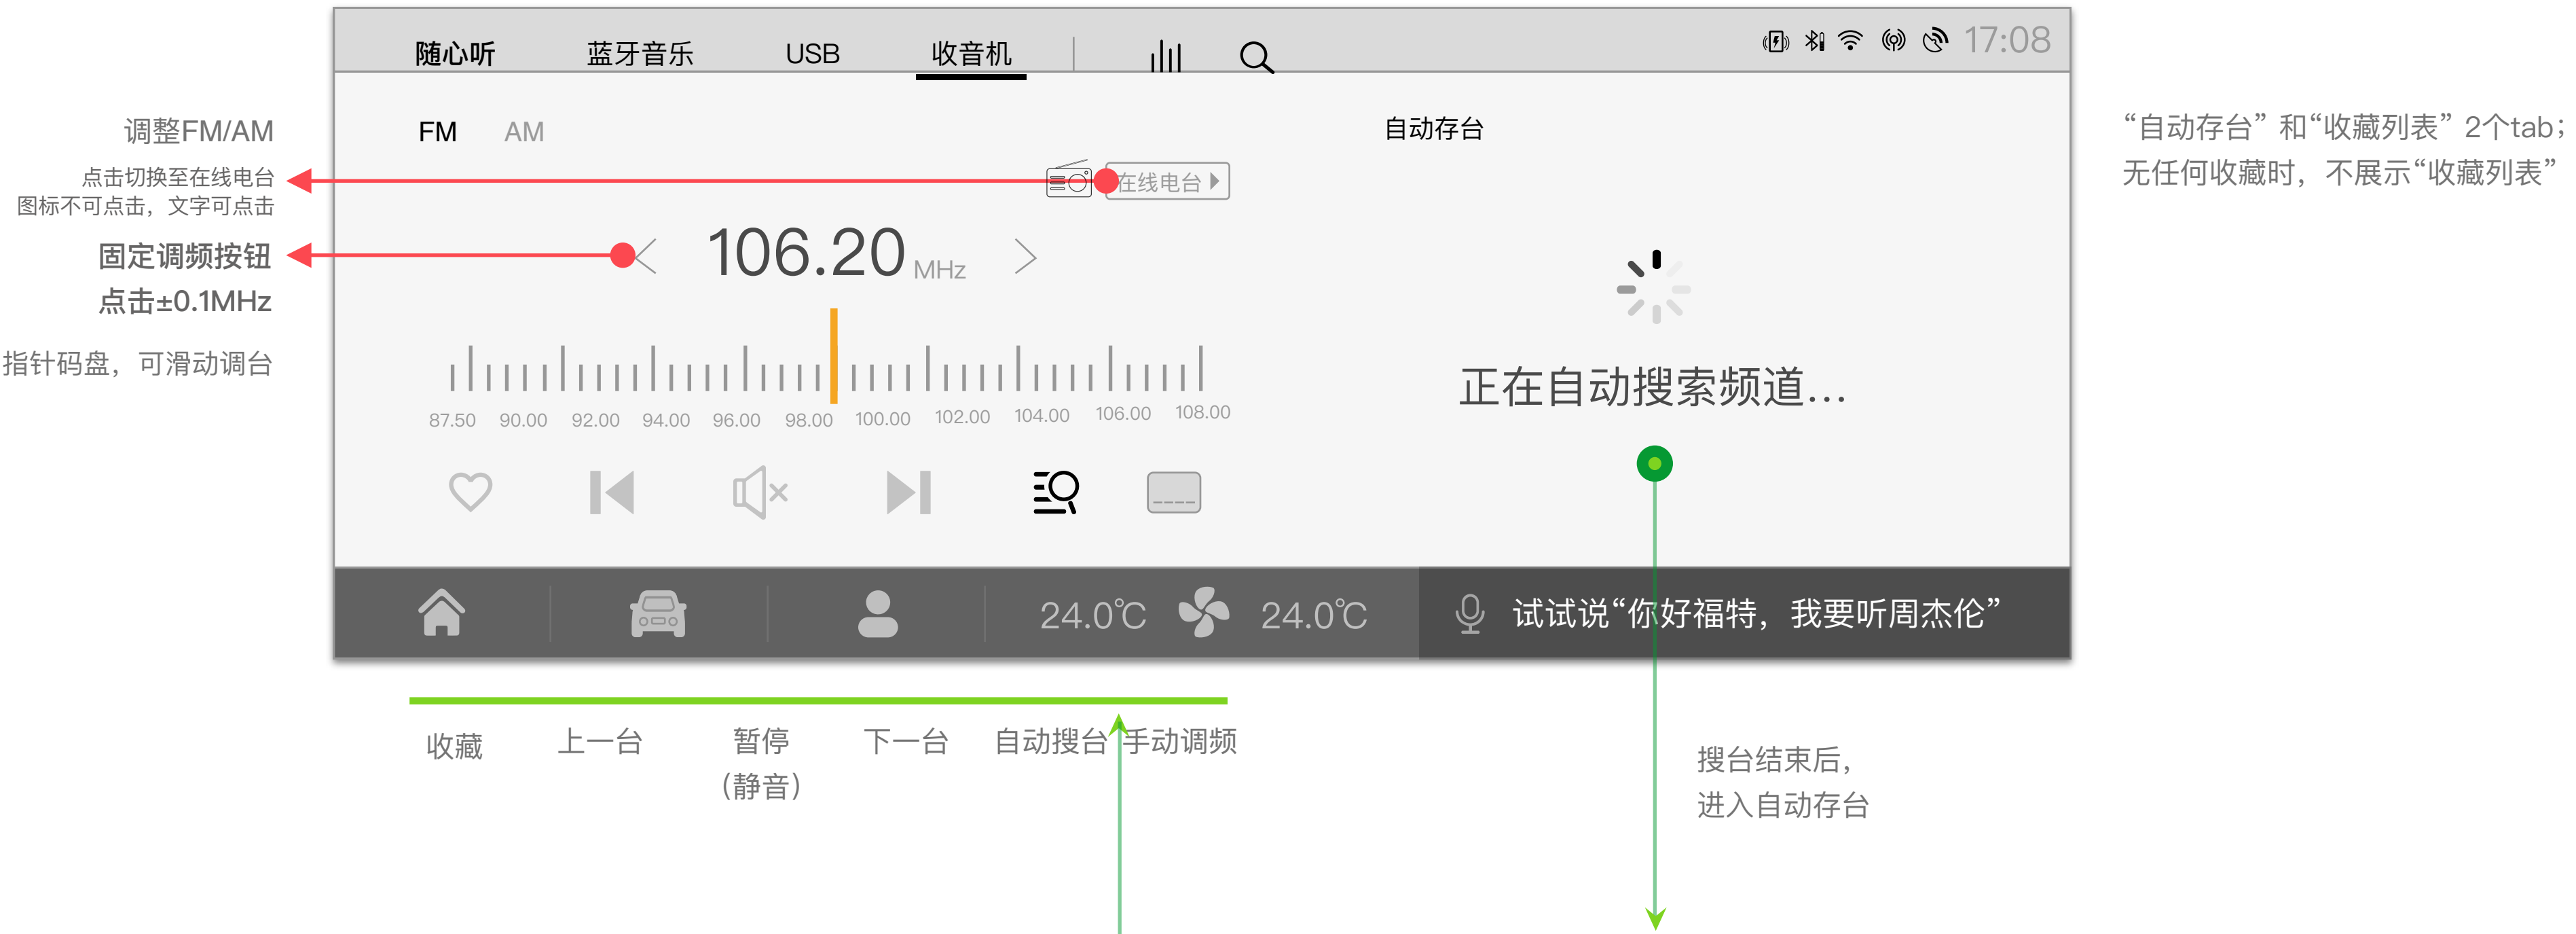 随心听 蓝牙音乐 USB 收音机
17:08
FM AM
自动存台
在线电台
106.20 MHz
87.50 90.00 92.00 94.00 96.00 98.00 100.00 102.00 104.00 106.00 108.00
正在自动搜索频道...
24.0℃ 24.0℃
试试说“你好福特，我要听周杰伦”
调整FM/AM
点击切换至在线电台
图标不可点击，文字可点击
固定调频按钮
点击±0.1MHz
指针码盘，可滑动调台
“自动存台” 和“收藏列表” 2个tab；
无任何收藏时，不展示“收藏列表”
收藏 上一台 暂停 下一台 自动搜台 手动调频
（静音）
搜台结束后，
进入自动存台